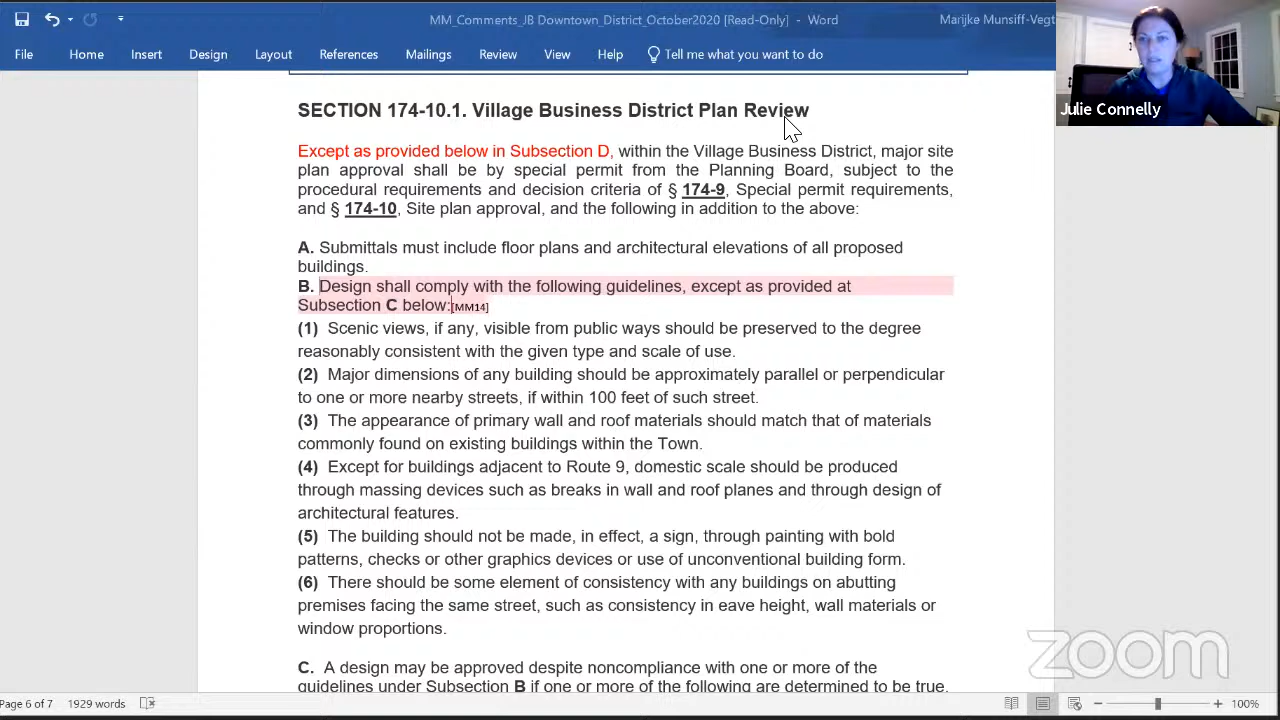 MM_Comments_JB Downtown_District_October2020 [Read-Only] - Word
Marijke Munsiff-Vegt
File Home Insert Design Layout References Mailings Review View Help Tell me what you want to do
Julie Connelly
SECTION 174-10.1. Village Business District Plan Review
Except as provided below in Subsection D, within the Village Business District, major site
plan approval shall be by special permit from the Planning Board, subject to the
procedural requirements and decision criteria of § 174-9, Special permit requirements,
and § 174-10, Site plan approval, and the following in addition to the above:
A. Submittals must include floor plans and architectural elevations of all proposed
buildings.
B. Design shall comply with the following guidelines, except as provided at
Subsection C below:[MM14]
(1) Scenic views, if any, visible from public ways should be preserved to the degree
reasonably consistent with the given type and scale of use.
(2) Major dimensions of any building should be approximately parallel or perpendicular
to one or more nearby streets, if within 100 feet of such street.
(3) The appearance of primary wall and roof materials should match that of materials
commonly found on existing buildings within the Town.
(4) Except for buildings adjacent to Route 9, domestic scale should be produced
through massing devices such as breaks in wall and roof planes and through design of
architectural features.
(5) The building should not be made, in effect, a sign, through painting with bold
patterns, checks or other graphics devices or use of unconventional building form.
(6) There should be some element of consistency with any buildings on abutting
premises facing the same street, such as consistency in eave height, wall materials or
window proportions.
C. A design may be approved despite noncompliance with one or more of the
guidelines under Subsection B if one or more of the following are determined to be true.
zoom
Page 6 of 7 1929 words
100%